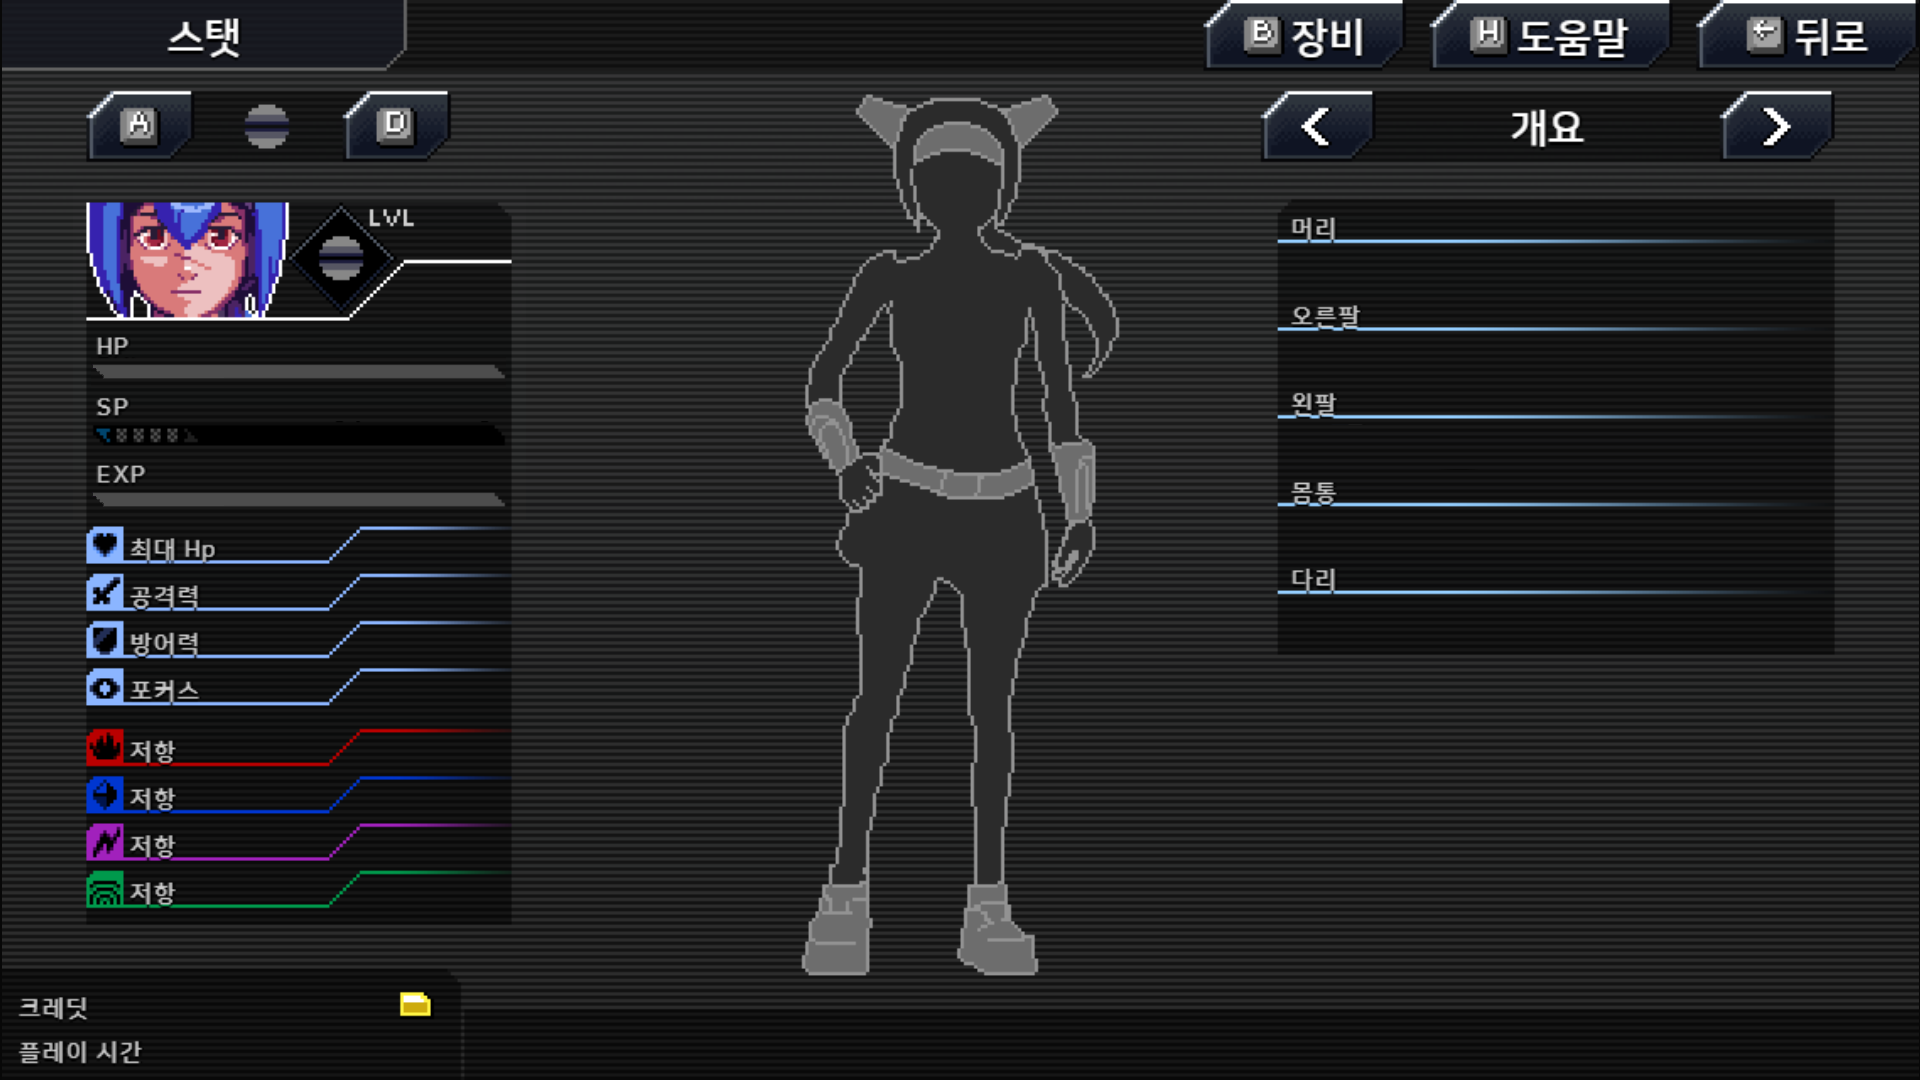 스탯
B 장비
H 도움말
뒤로
A
D
개요
LVL
HP
SP
EXP
최대 Hp
공격력
방어력
포커스
저항
저항
저항
저항
머리
오른팔
왼팔
몸통
다리
크레딧
플레이 시간